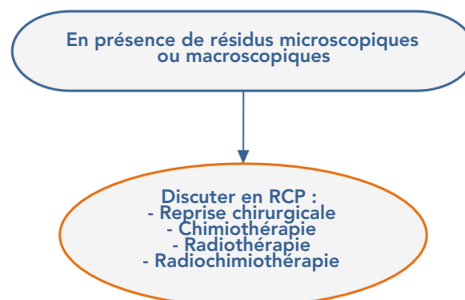 En présence de résidus microscopiques
ou macroscopiques
Discuter en RCP :
- Reprise chirurgicale
- Chimiothérapie
- Radiothérapie
- Radiochimiothérapie